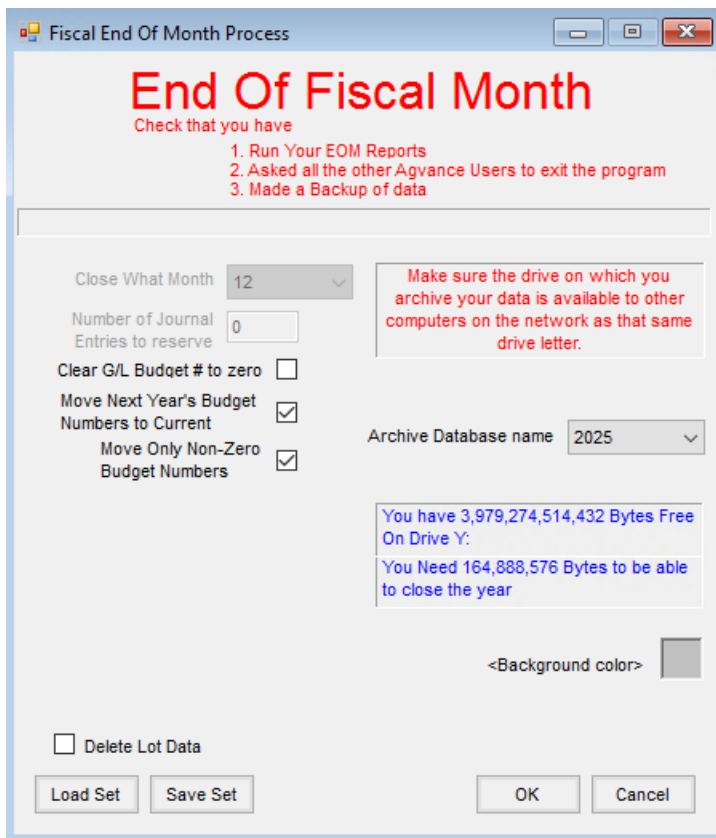 Fiscal End Of Month Process
End Of Fiscal Month
Check that you have
1. Run Your EOM Reports
2. Asked all the other Agvance Users to exit the program
3. Made a Backup of data
Close What Month
12
Number of Journal
Entries to reserve
0
Clear G/L Budget # to zero
Move Next Year's Budget
Numbers to Current
Move Only Non-Zero
Budget Numbers
Make sure the drive on which you
archive your data is available to other
computers on the network as that same
drive letter.
Archive Database name
2025
You have 3,979,274,514,432 Bytes Free
On Drive Y:
You Need 164,888,576 Bytes to be able
to close the year
<Background color>
Delete Lot Data
Load Set
Save Set
OK
Cancel